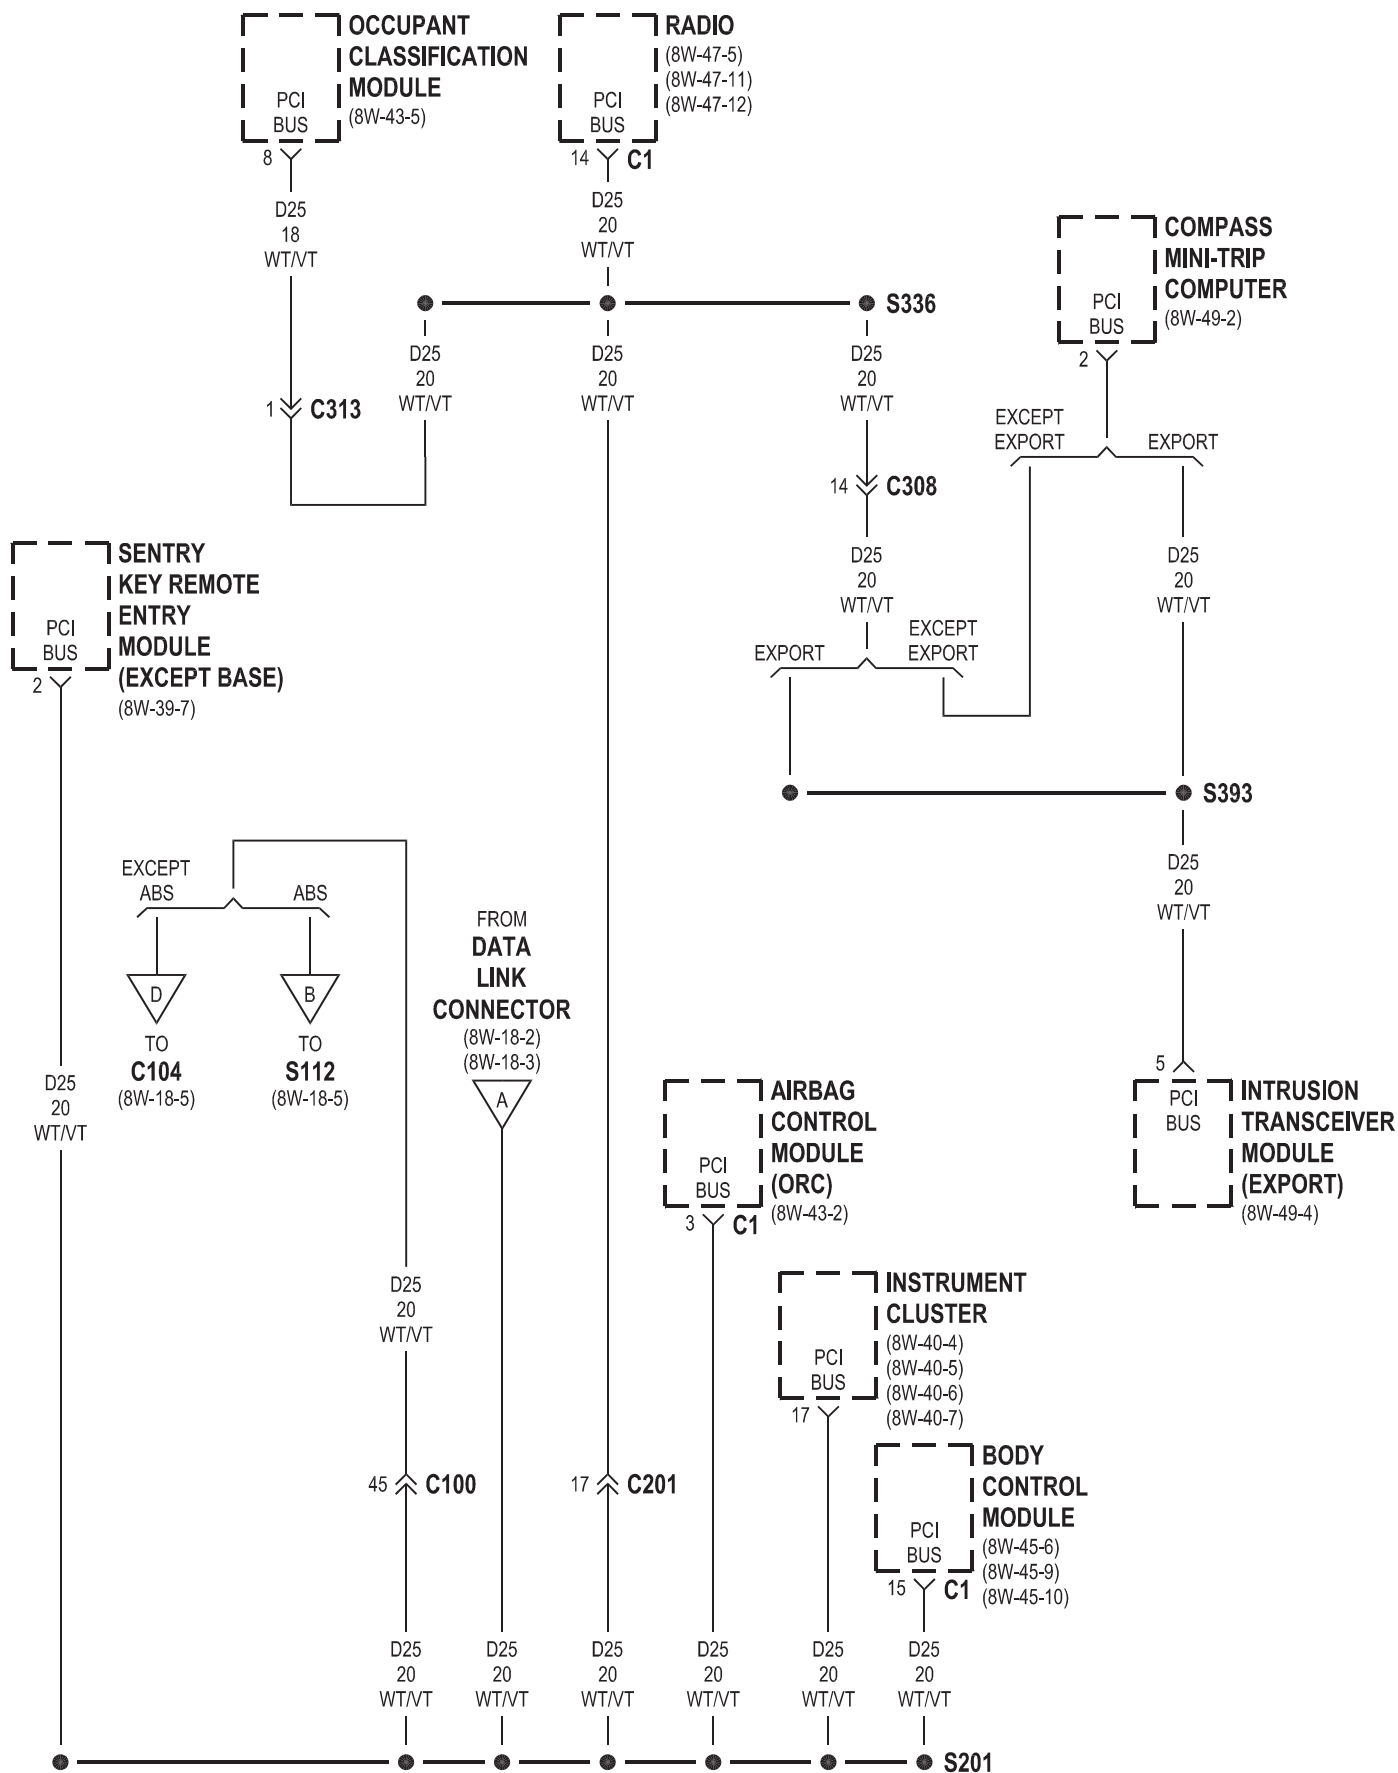 OCCUPANT
CLASSIFICATION
MODULE
(8W-43-5)
PCI
BUS
8
RADIO
(8W-47-5)
(8W-47-11)
(8W-47-12)
PCI
BUS
14
C1
D25
18
WT/VT
D25
20
WT/VT
COMPASS
MINI-TRIP
COMPUTER
(8W-49-2)
PCI
BUS
2
S336
D25
20
WT/VT
D25
20
WT/VT
D25
20
WT/VT
1
C313
EXCEPT
EXPORT
EXPORT
14
C308
D25
20
WT/VT
D25
20
WT/VT
SENTRY
KEY REMOTE
ENTRY
MODULE
(EXCEPT BASE)
(8W-39-7)
PCI
BUS
2
EXPORT
EXCEPT
EXPORT
S393
EXCEPT
ABS
ABS
D
B
TO
C104
(8W-18-5)
TO
S112
(8W-18-5)
FROM
DATA
LINK
CONNECTOR
(8W-18-2)
(8W-18-3)
A
D25
20
WT/VT
D25
20
WT/VT
5
PCI
BUS
INTRUSION
TRANSCEIVER
MODULE
(EXPORT)
(8W-49-4)
AIRBAG
CONTROL
MODULE
(ORC)
(8W-43-2)
PCI
BUS
3
C1
D25
20
WT/VT
INSTRUMENT
CLUSTER
(8W-40-4)
(8W-40-5)
(8W-40-6)
(8W-40-7)
PCI
BUS
17
45
C100
17
C201
BODY
CONTROL
MODULE
(8W-45-6)
(8W-45-9)
(8W-45-10)
PCI
BUS
15
C1
D25
20
WT/VT
D25
20
WT/VT
D25
20
WT/VT
D25
20
WT/VT
D25
20
WT/VT
D25
20
WT/VT
S201